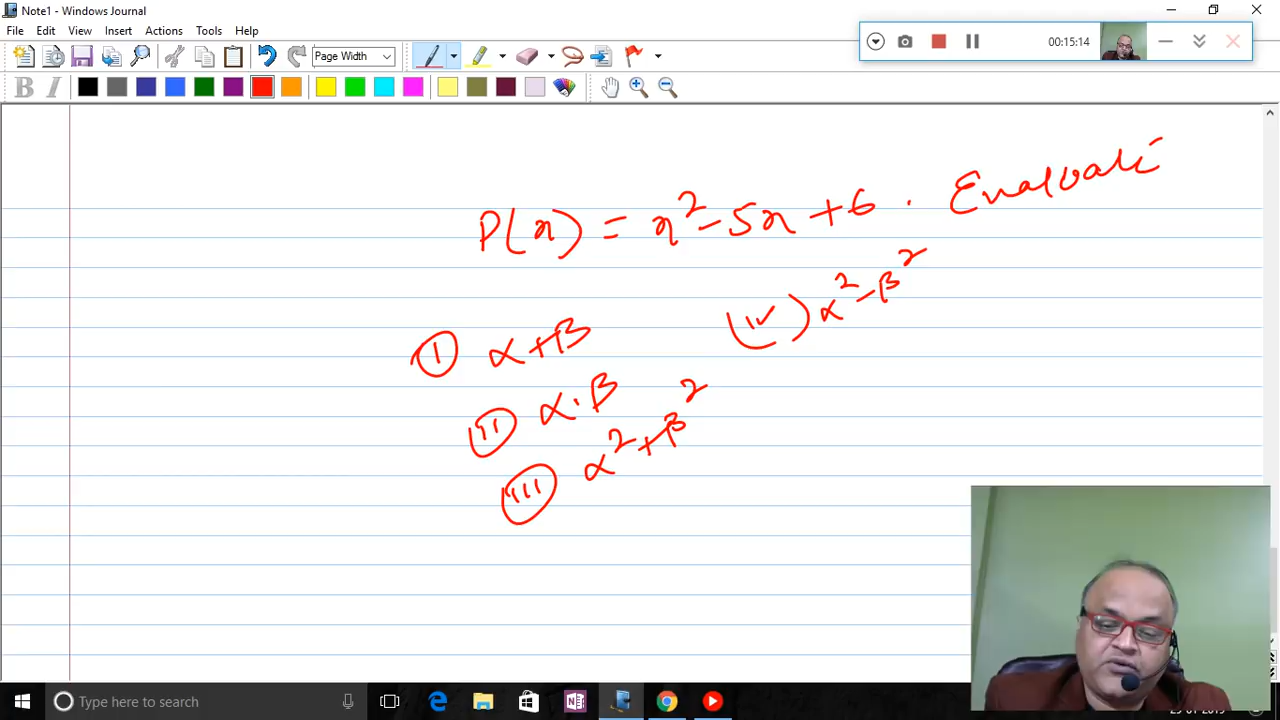 Note1 - Windows Journal
File Edit View Insert Actions Tools Help
Page Width
00:15:14
B I
P(x) = x² - 5x + 6 . Evaluate
(i) α + β
(iv) α² - β²
(ii) α · β
(iii) α² + β²
Type here to search